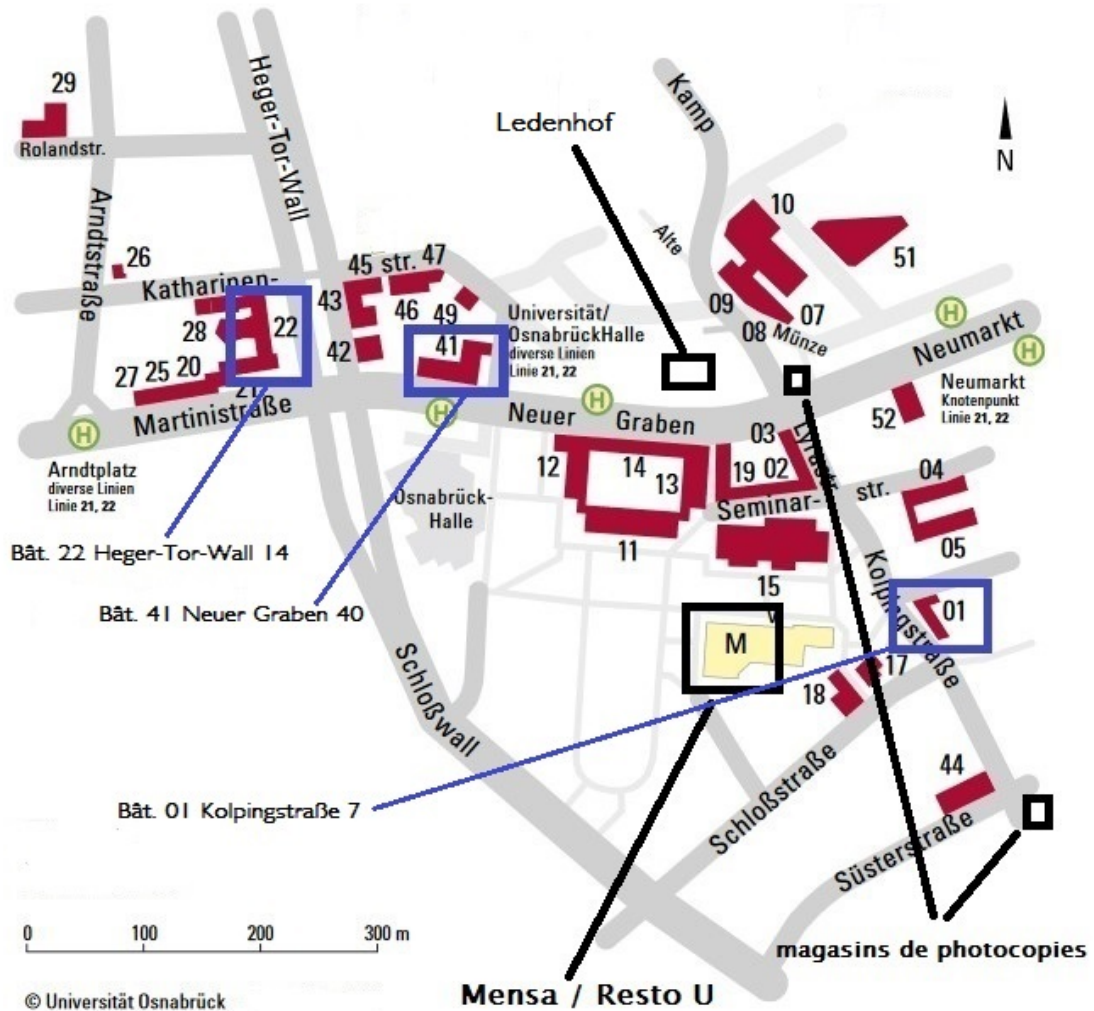 29
Rolandstr.
Arndtstraße
Heger-Tor-Wall
Ledenhof
Kamp
N
10
51
Alte
26
Katharinen-
45 str. 47
43
46
49
28
22
42
41
Universität/
OsnabrückHalle
diverse Linien
Linie 21, 22
09
08
07
Münze
H
Neumarkt
H
27 25 20
21
Martinistraße
H
Neuer Graben
H
Neumarkt
Knotenpunkt
Linie 21, 22
52
H
Arndtplatz
diverse Linien
Linie 21, 22
Osnabrück-
Halle
12
14
13
03
19 02
Lyrastr.
Seminar- str.
04
05
11
15
Bât. 22 Heger-Tor-Wall 14
Bât. 41 Neuer Graben 40
Kolpingstraße
01
M
17
18
Schloßwall
44
Bât. 01 Kolpingstraße 7
Schloßstraße
Süsterstraße
0 100 200 300 m
magasins de photocopies
Mensa / Resto U
© Universität Osnabrück